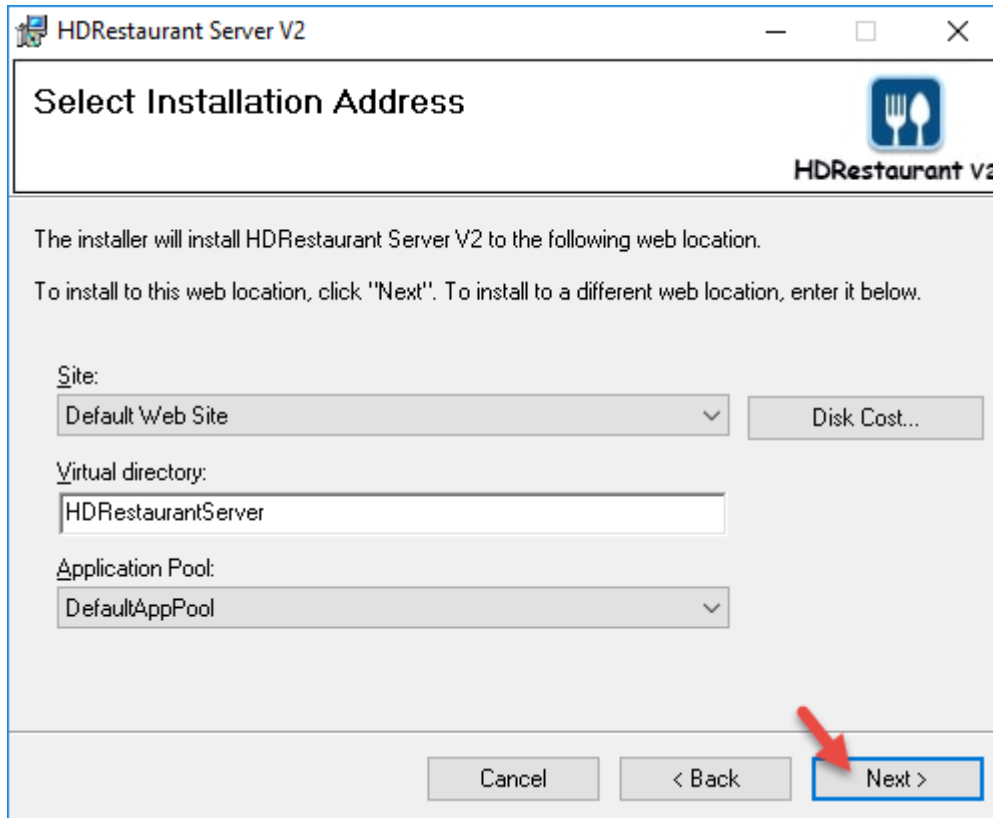 HDRestaurant Server V2
Select Installation Address
HDRestaurant V2
The installer will install HDRestaurant Server V2 to the following web location.
To install to this web location, click "Next". To install to a different web location, enter it below.
Site:
Default Web Site
Disk Cost...
Virtual directory:
HDRestaurantServer
Application Pool:
DefaultAppPool
Cancel
< Back
Next >